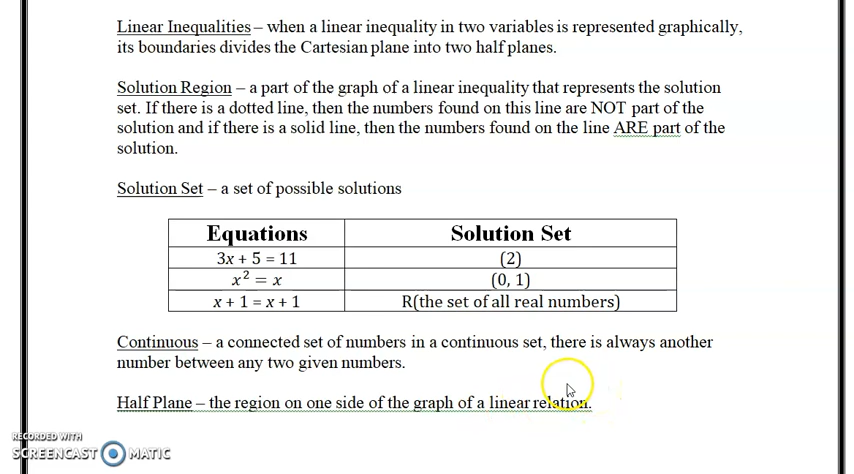 Linear Inequalities – when a linear inequality in two variables is represented graphically,
its boundaries divides the Cartesian plane into two half planes.
Solution Region – a part of the graph of a linear inequality that represents the solution
set. If there is a dotted line, then the numbers found on this line are NOT part of the
solution and if there is a solid line, then the numbers found on the line ARE part of the
solution.
Solution Set – a set of possible solutions
Equations Solution Set
3x + 5 = 11 (2)
x² = x (0, 1)
x + 1 = x + 1 R(the set of all real numbers)
Continuous – a connected set of numbers in a continuous set, there is always another
number between any two given numbers.
Half Plane – the region on one side of the graph of a linear relation.
RECORDED WITH
SCREENCAST MATIC